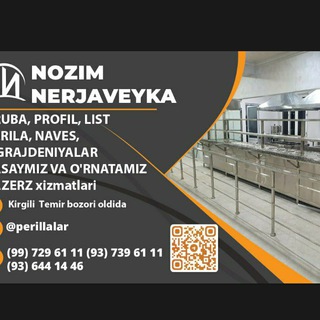 NOZIM
NERJAVEYKA
RUBA, PROFIL, LIST
RILA, NAVES,
GRAJDENIYALAR
SAYMIZ VA O'RNATAMIZ
ZERZ xizmatlari
Kirgili Temir bozori oldida
@perillalar
(99) 729 61 11 (93) 739 61 11
(93) 644 14 46